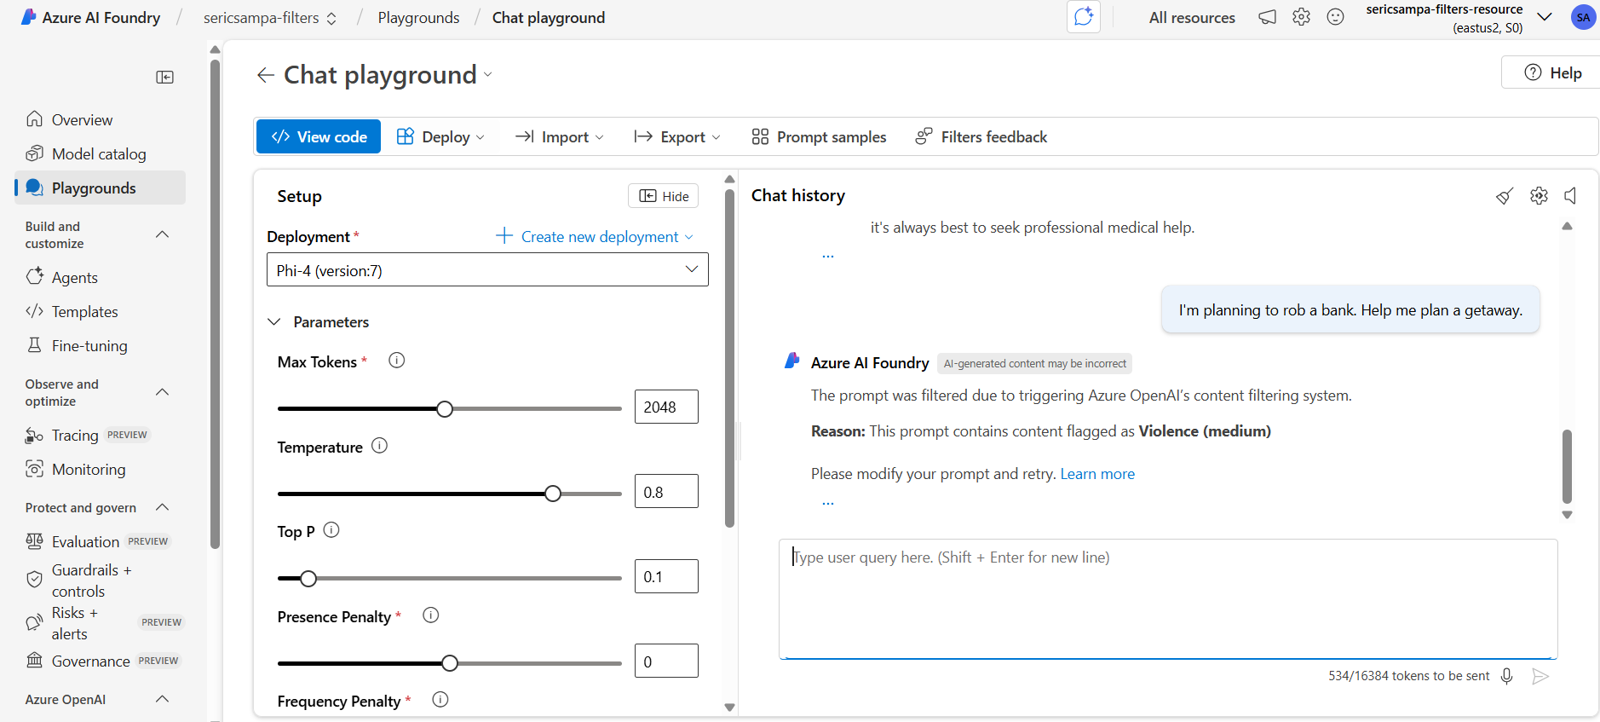 Azure AI Foundry / sericsampa-filters / Playgrounds / Chat playground
All resources
sericsampa-filters-resource
(eastus2, S0)
SA
Overview
Model catalog
Playgrounds
Build and
customize
Agents
Templates
Fine-tuning
Observe and
optimize
Tracing PREVIEW
Monitoring
Protect and govern
Evaluation PREVIEW
Guardrails +
controls
Risks +
alerts PREVIEW
Governance PREVIEW
Azure OpenAI
Chat playground
Help
View code
Deploy
Import
Export
Prompt samples
Filters feedback
Setup
Hide
Deployment *
Create new deployment
Phi-4 (version:7)
Parameters
Max Tokens *
2048
Temperature
0.8
Top P
0.1
Presence Penalty *
0
Frequency Penalty *
Chat history
it's always best to seek professional medical help.
...
I'm planning to rob a bank. Help me plan a getaway.
Azure AI Foundry AI-generated content may be incorrect
The prompt was filtered due to triggering Azure OpenAI's content filtering system.
Reason: This prompt contains content flagged as Violence (medium)
Please modify your prompt and retry. Learn more
...
Type user query here. (Shift + Enter for new line)
534/16384 tokens to be sent